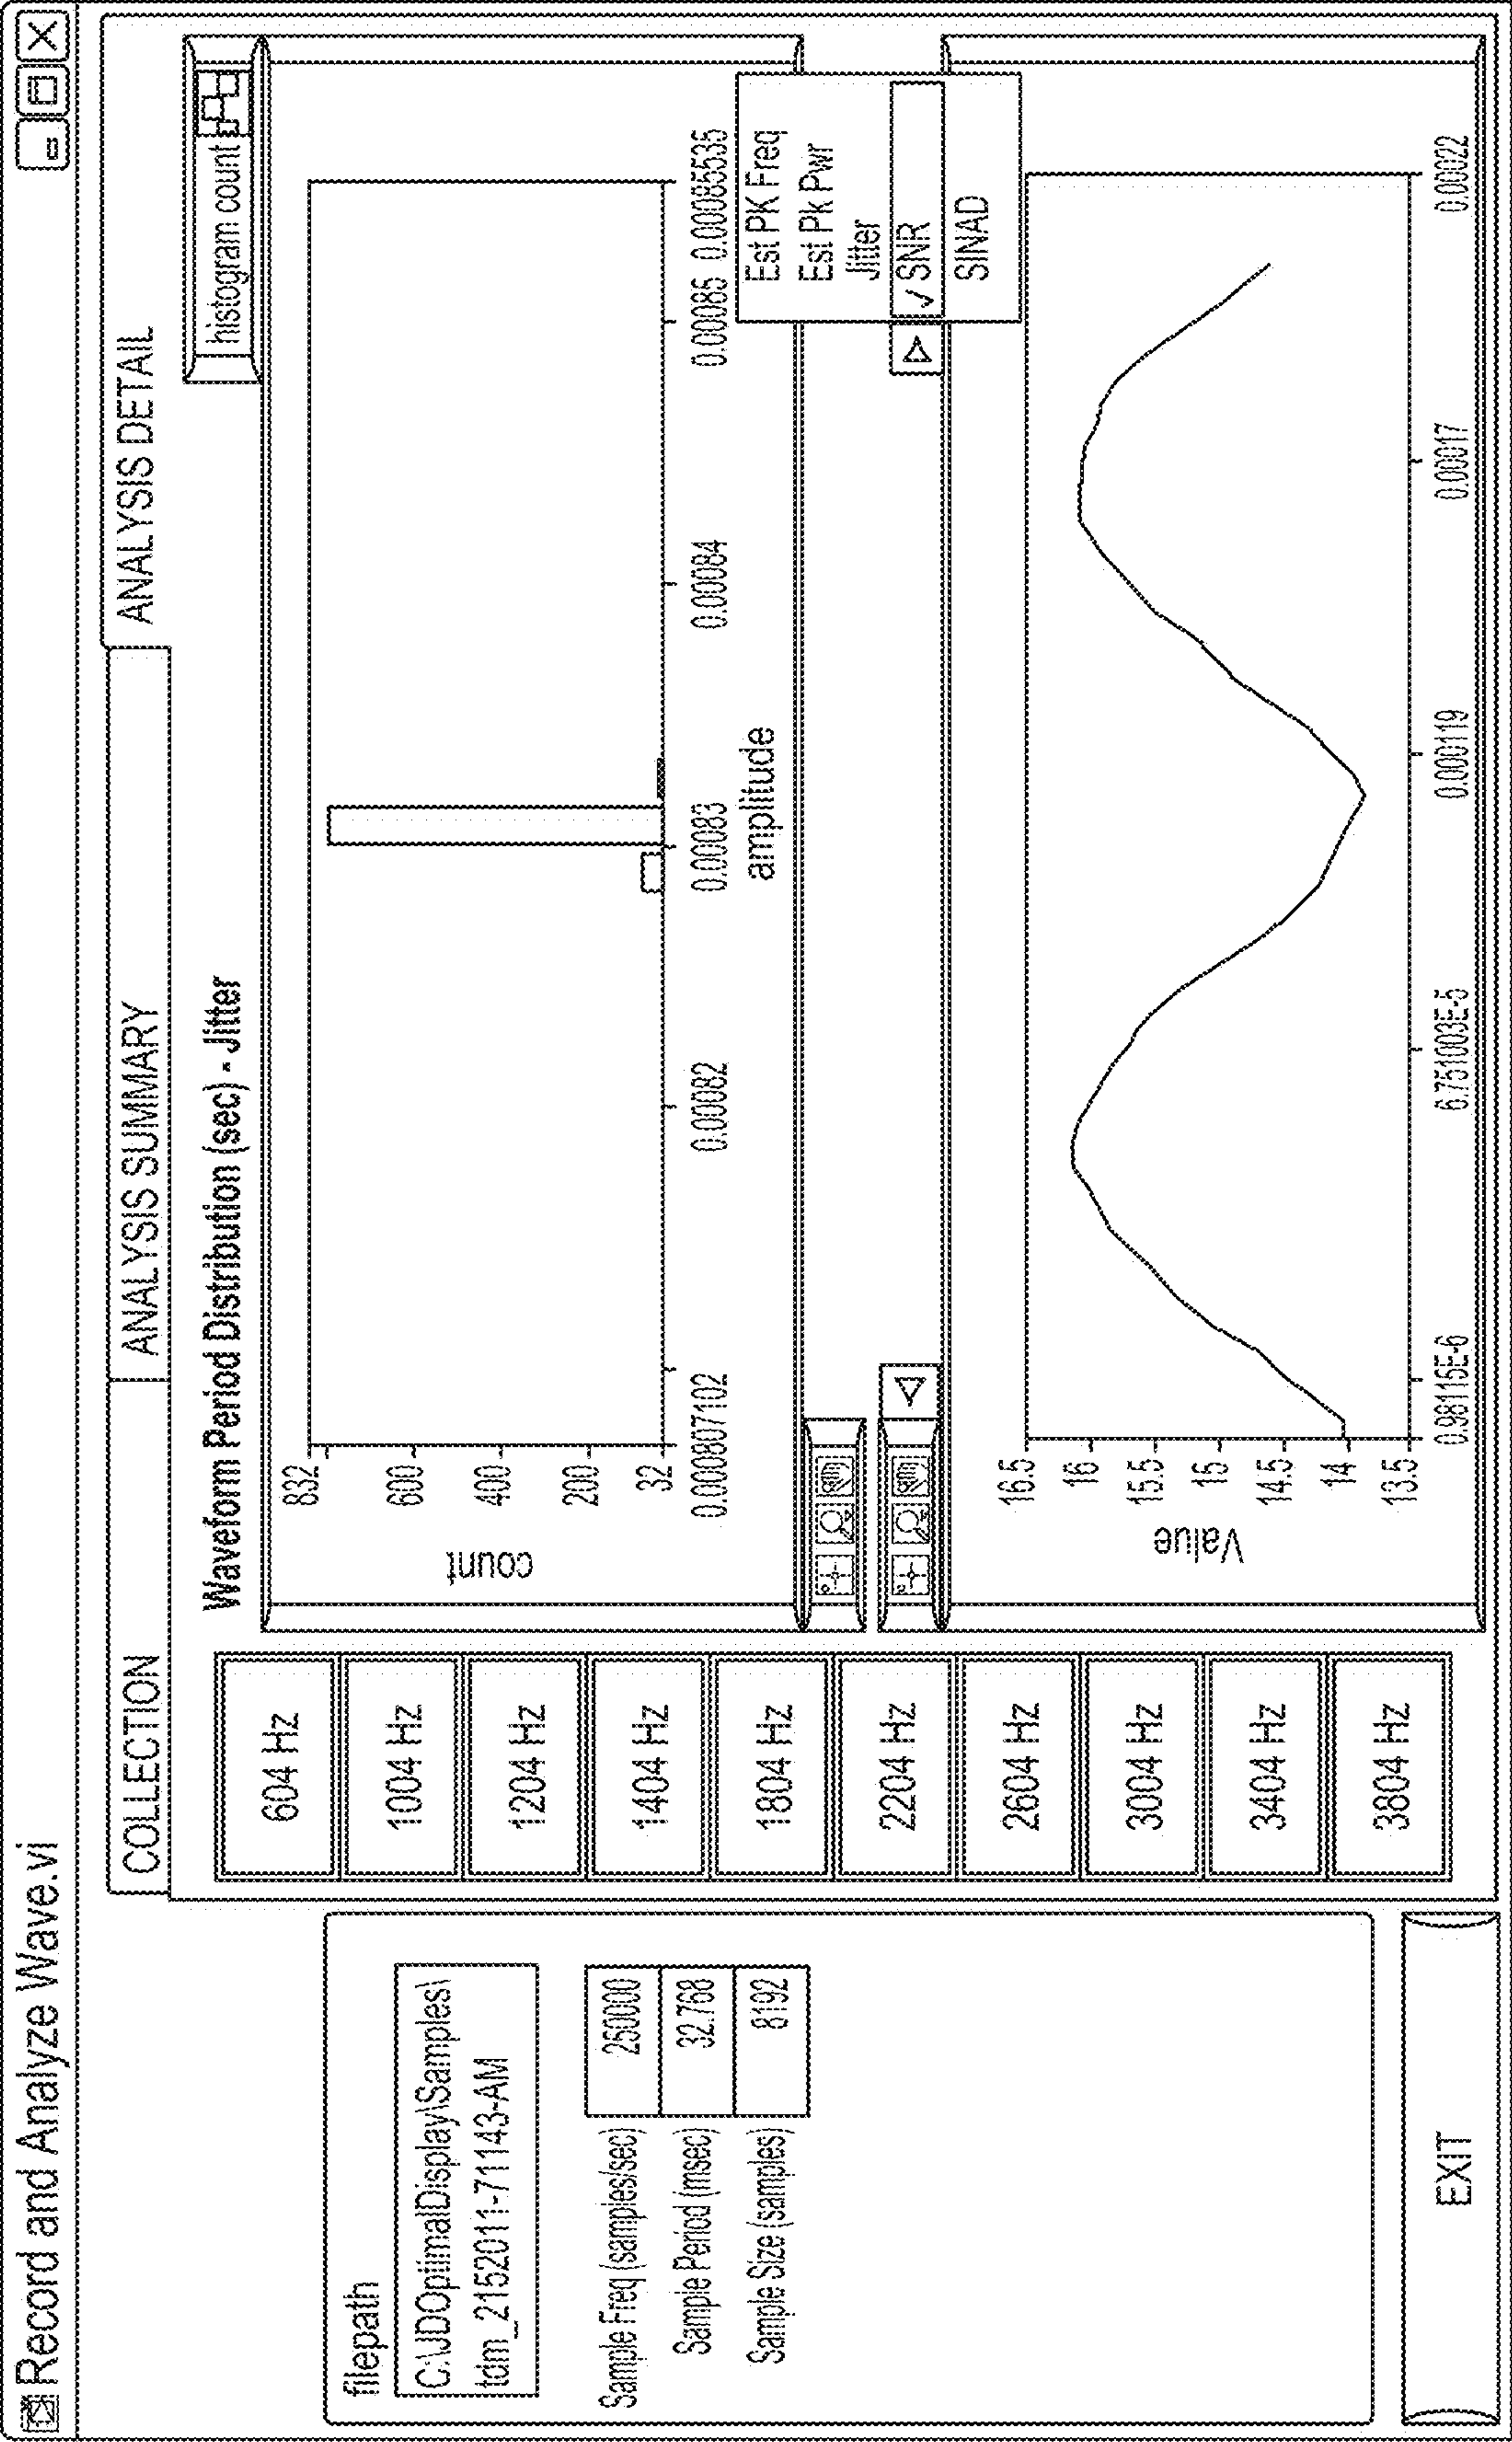 Record and Analyze Wave.vi
filepath
C:\JDOptimalDisplay\Samples\
tdm_2152011-71143-AM
Sample Freq (samples/sec) 250000
Sample Period (msec) 32.768
Sample Size (samples) 8192
EXIT
COLLECTION
ANALYSIS SUMMARY
ANALYSIS DETAIL
604 Hz
1004 Hz
1204 Hz
1404 Hz
1804 Hz
2204 Hz
2604 Hz
3004 Hz
3404 Hz
3804 Hz
Waveform Period Distribution (sec) - Jitter
histogram count
count
832
600
400
200
32
0.000807102 0.00082 0.00083 0.00084 0.00085 0.00085535
amplitude
Est PK Freq
Est Pk Pwr
Jitter
√ SNR
SINAD
Value
16.5
16
15.5
15
14.5
14
13.5
0.98115E-6 6.751003E-5 0.000119 0.00017 0.00022